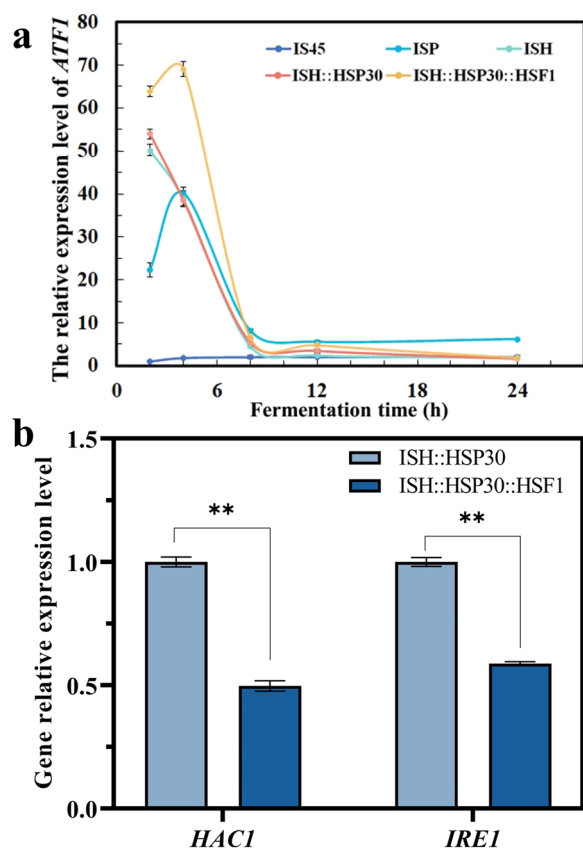 a
The relative expression level of ATF1
IS45 ISP ISH
ISH::HSP30 ISH::HSP30::HSF1
80
70
60
50
40
30
20
10
0
0 4 8 12 18 24
Fermentation time (h)
b
Gene relative expression level
ISH::HSP30
ISH::HSP30::HSF1
1.5
1.0
0.5
0.0
** **
HAC1 IRE1